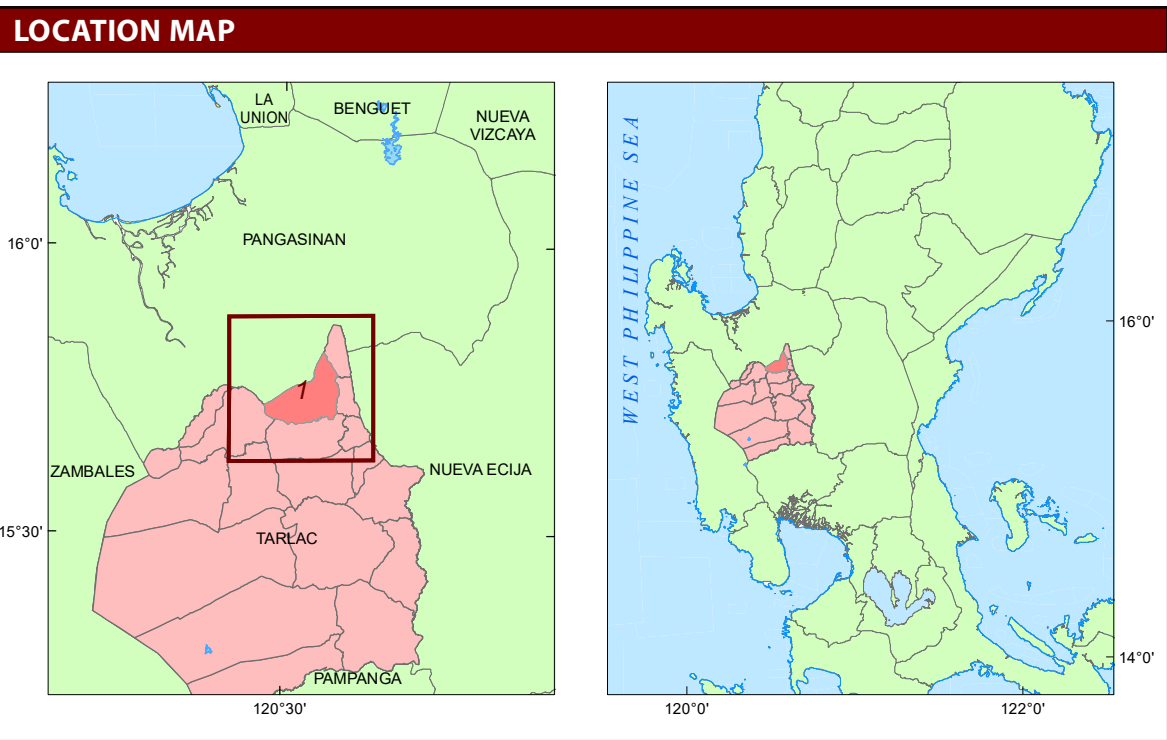 LOCATION MAP
LA
UNION
BENGUET
NUEVA
VIZCAYA
16°0'
PANGASINAN
1
ZAMBALES
NUEVA ECIJA
15°30'
TARLAC
PAMPANGA
120°30'
WEST PHILIPPINE SEA
16°0'
14°0'
120°0'
122°0'